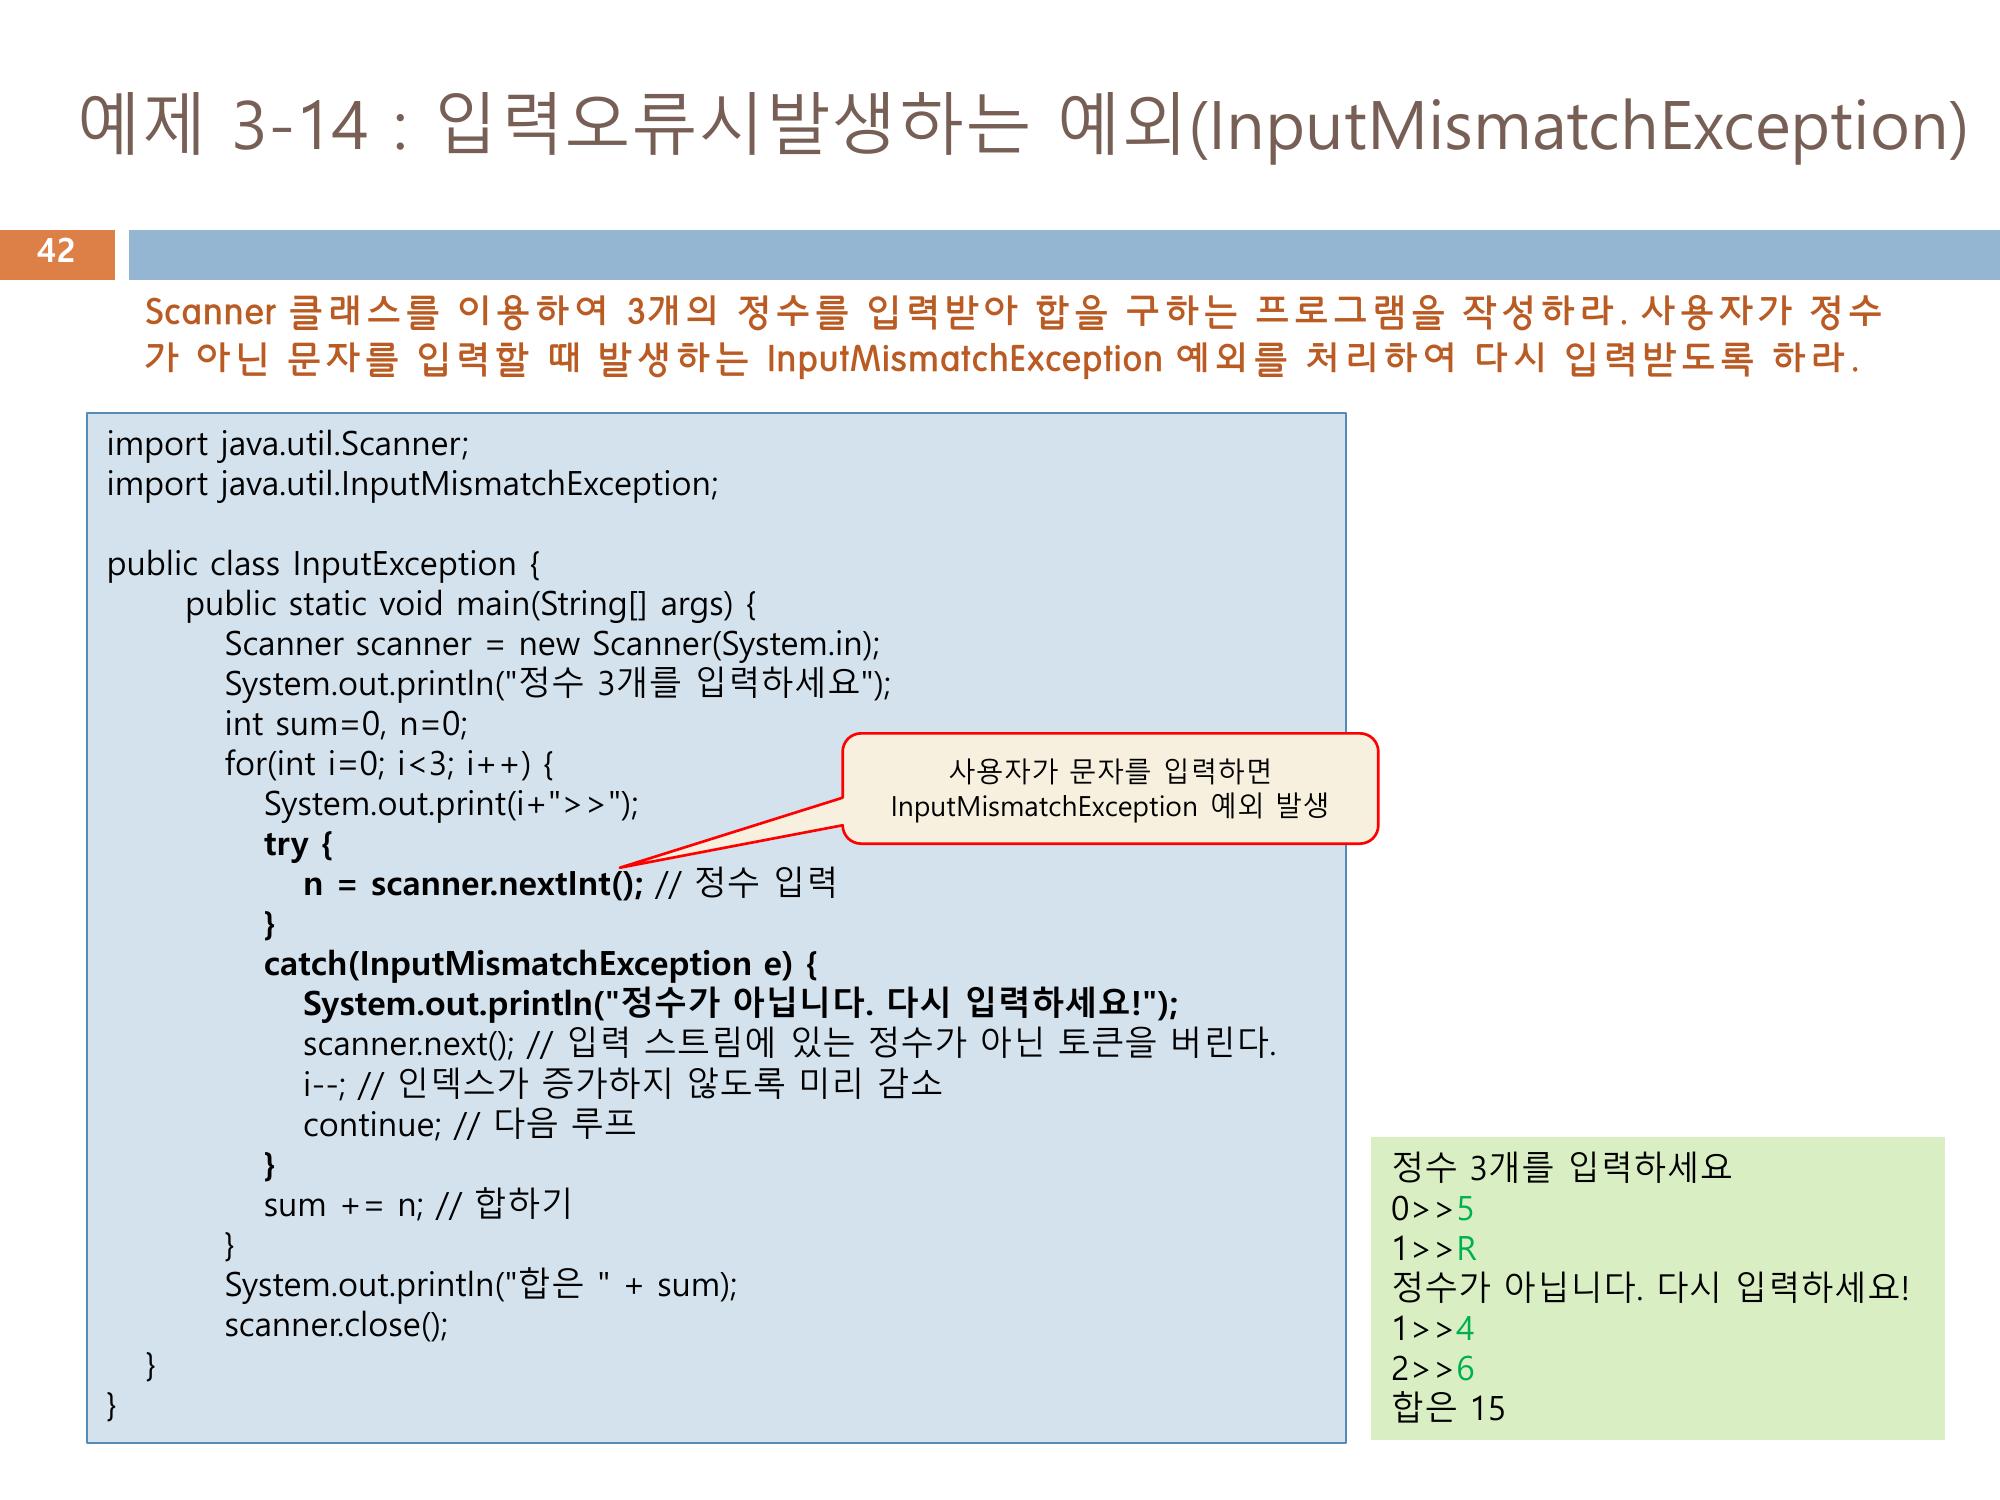 예제 3-14 : 입력오류시발생하는 예외(InputMismatchException)
42
Scanner 클래스를 이용하여 3개의 정수를 입력받아 합을 구하는 프로그램을 작성하라. 사용자가 정수
가 아닌 문자를 입력할 때 발생하는 InputMismatchException 예외를 처리하여 다시 입력받도록 하라.
import java.util.Scanner;
import java.util.InputMismatchException;
public class InputException {
public static void main(String[] args) {
Scanner scanner = new Scanner(System.in);
System.out.println("정수 3개를 입력하세요");
int sum=0, n=0;
for(int i=0; i<3; i++) {
System.out.print(i+">>");
try {
n = scanner.nextInt(); // 정수 입력
}
catch(InputMismatchException e) {
System.out.println("정수가 아닙니다. 다시 입력하세요!");
scanner.next(); // 입력 스트림에 있는 정수가 아닌 토큰을 버린다.
i--; // 인덱스가 증가하지 않도록 미리 감소
continue; // 다음 루프
}
sum += n; // 합하기
}
System.out.println("합은 " + sum);
scanner.close();
}
}
사용자가 문자를 입력하면
InputMismatchException 예외 발생
정수 3개를 입력하세요
0>>5
1>>R
정수가 아닙니다. 다시 입력하세요!
1>>4
2>>6
합은 15